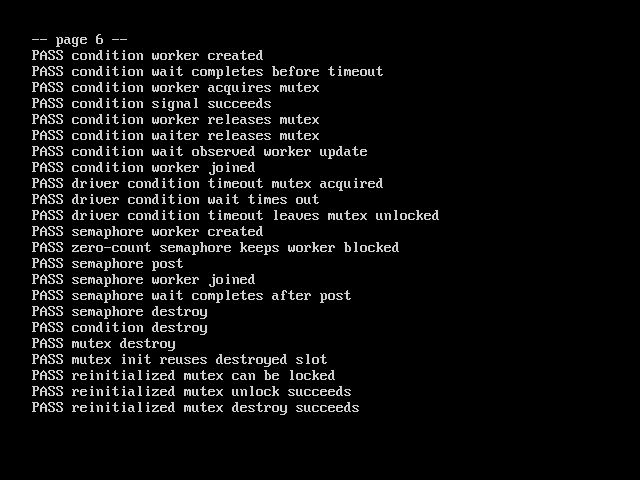 -- page 6 --
PASS condition worker created
PASS condition wait completes before timeout
PASS condition worker acquires mutex
PASS condition signal succeeds
PASS condition worker releases mutex
PASS condition waiter releases mutex
PASS condition wait observed worker update
PASS condition worker joined
PASS driver condition timeout mutex acquired
PASS driver condition wait times out
PASS driver condition timeout leaves mutex unlocked
PASS semaphore worker created
PASS zero-count semaphore keeps worker blocked
PASS semaphore post
PASS semaphore worker joined
PASS semaphore wait completes after post
PASS semaphore destroy
PASS condition destroy
PASS mutex destroy
PASS mutex init reuses destroyed slot
PASS reinitialized mutex can be locked
PASS reinitialized mutex unlock succeeds
PASS reinitialized mutex destroy succeeds